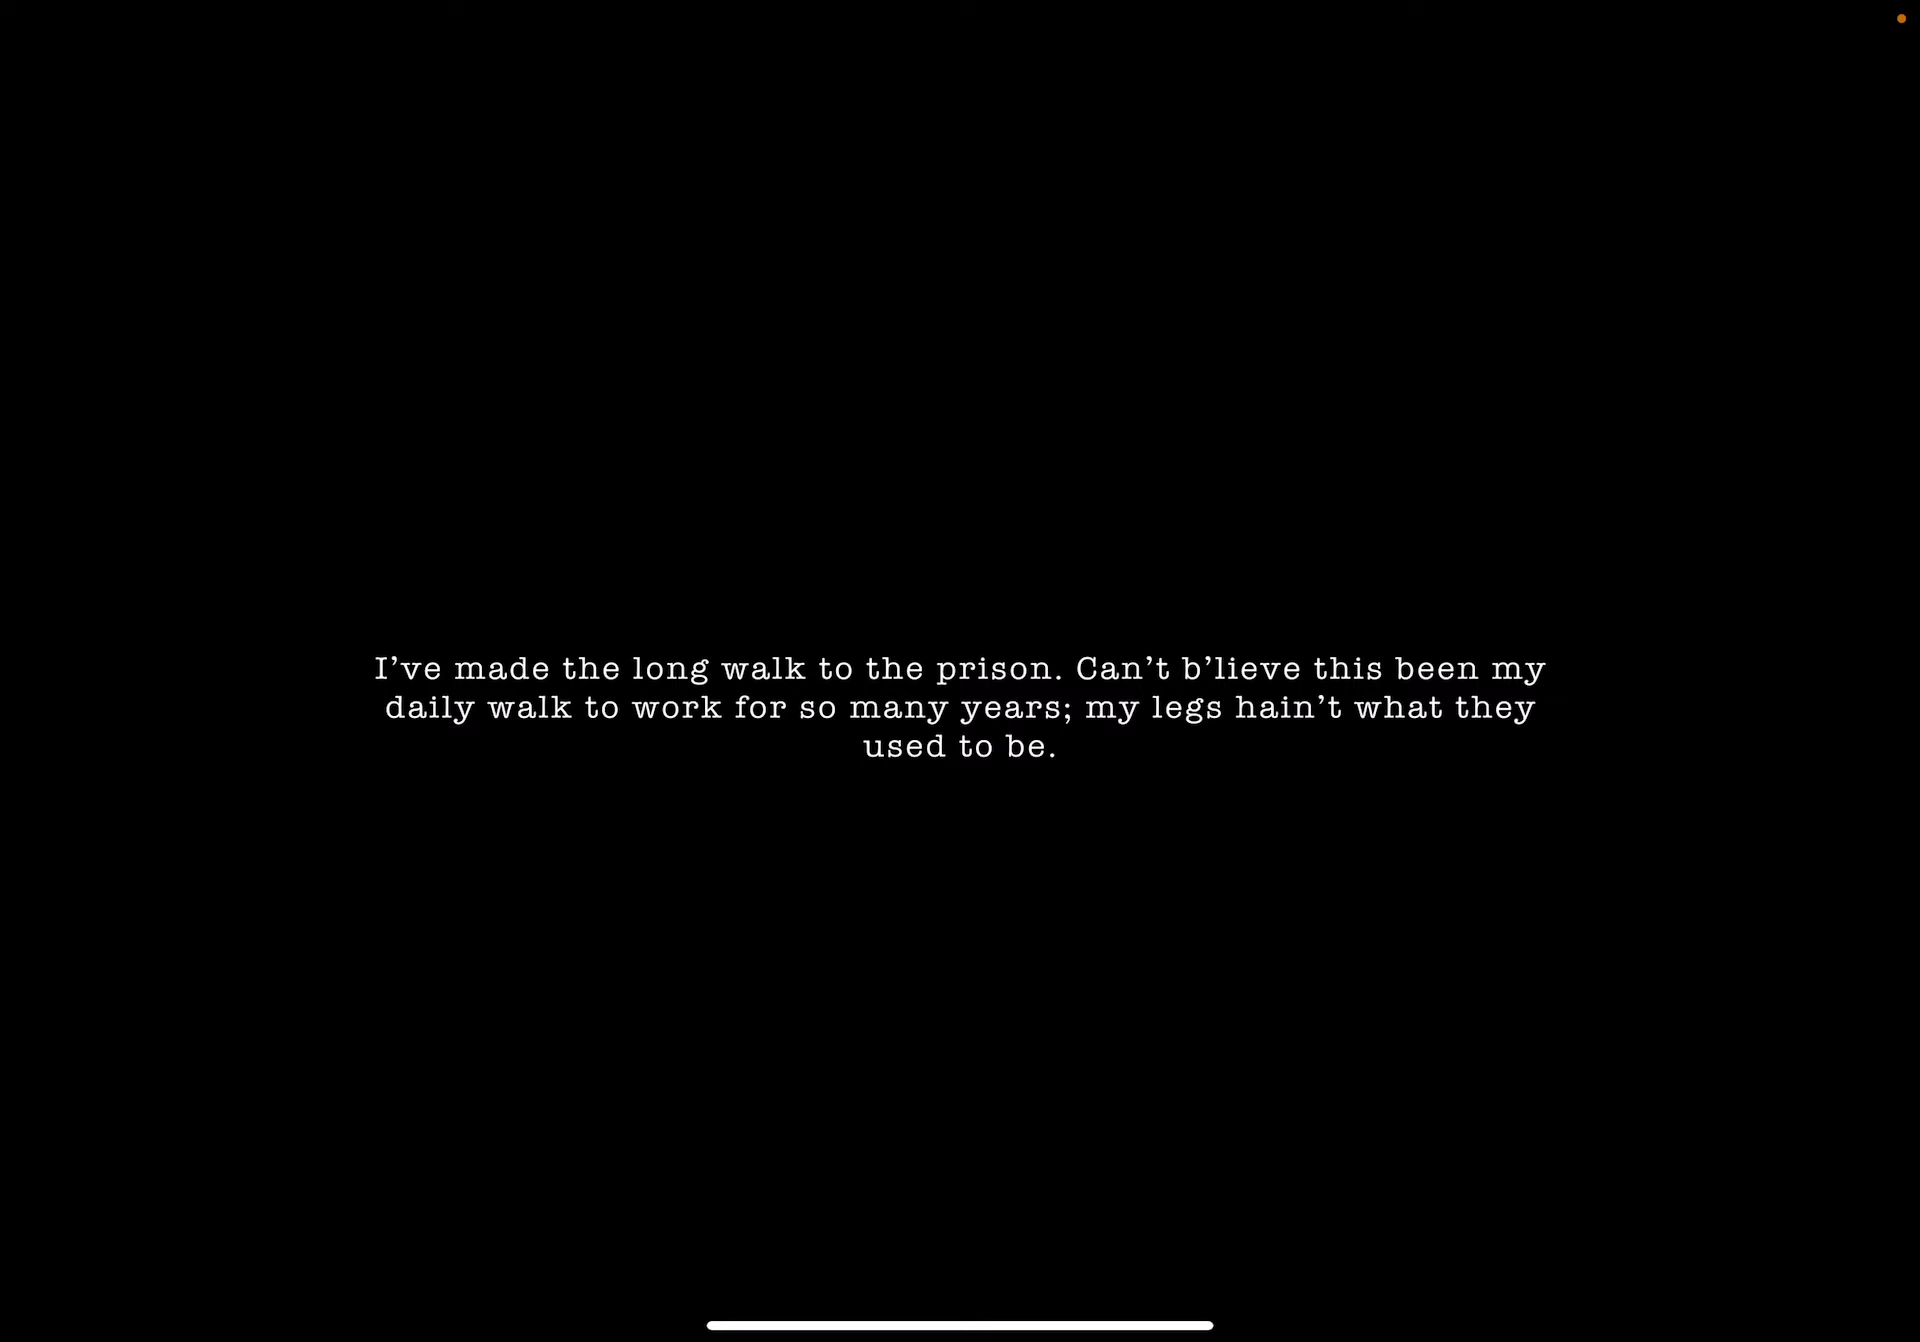 I’ve made the long walk to the prison. Can’t b’lieve this been my
daily walk to work for so many years; my legs hain’t what they
used to be.